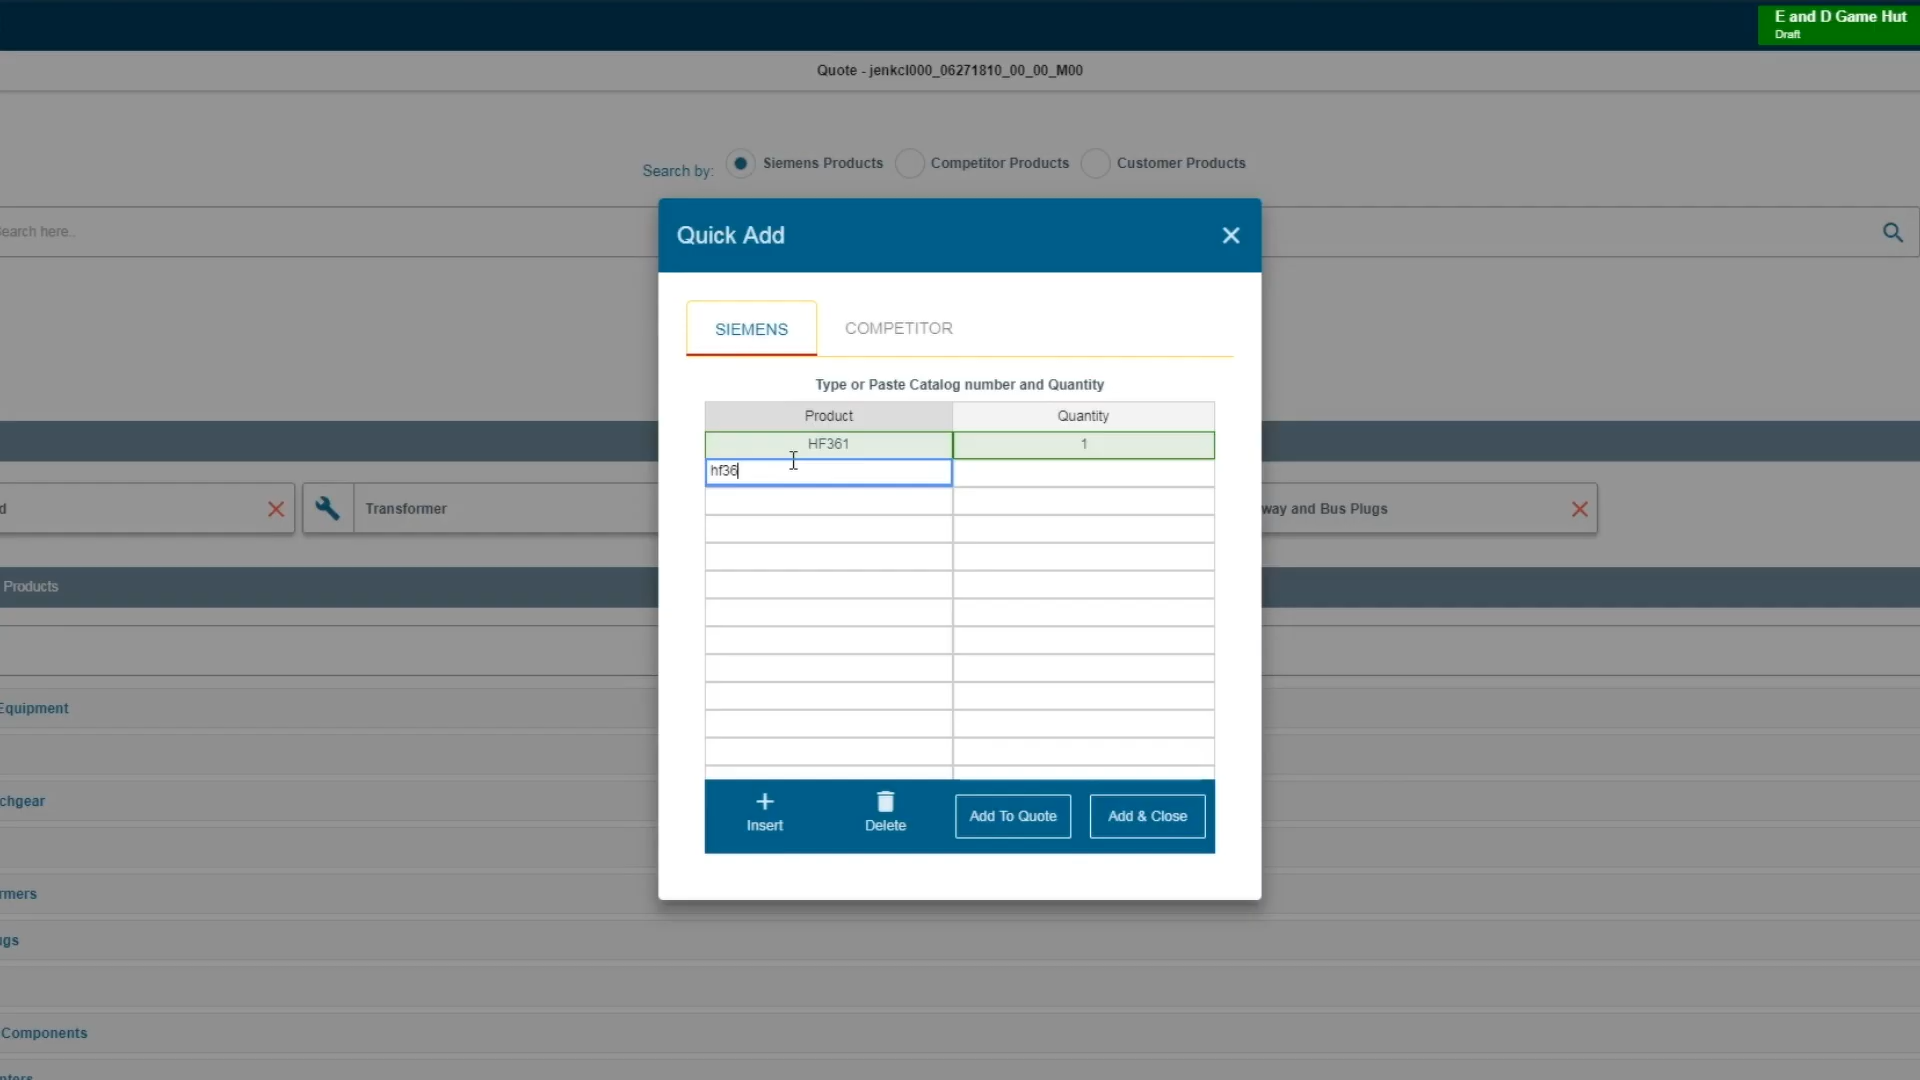 E and D Game Hut
Draft
Quote - jenkcl000_06271810_00_00_M00
Search by: Siemens Products Competitor Products Customer Products
earch here..
Quick Add
SIEMENS COMPETITOR
Type or Paste Catalog number and Quantity
Product Quantity
HF361 1
hf36
d Transformer way and Bus Plugs
Products
Equipment
chgear
Insert Delete Add To Quote Add & Close
rmers
ugs
Components